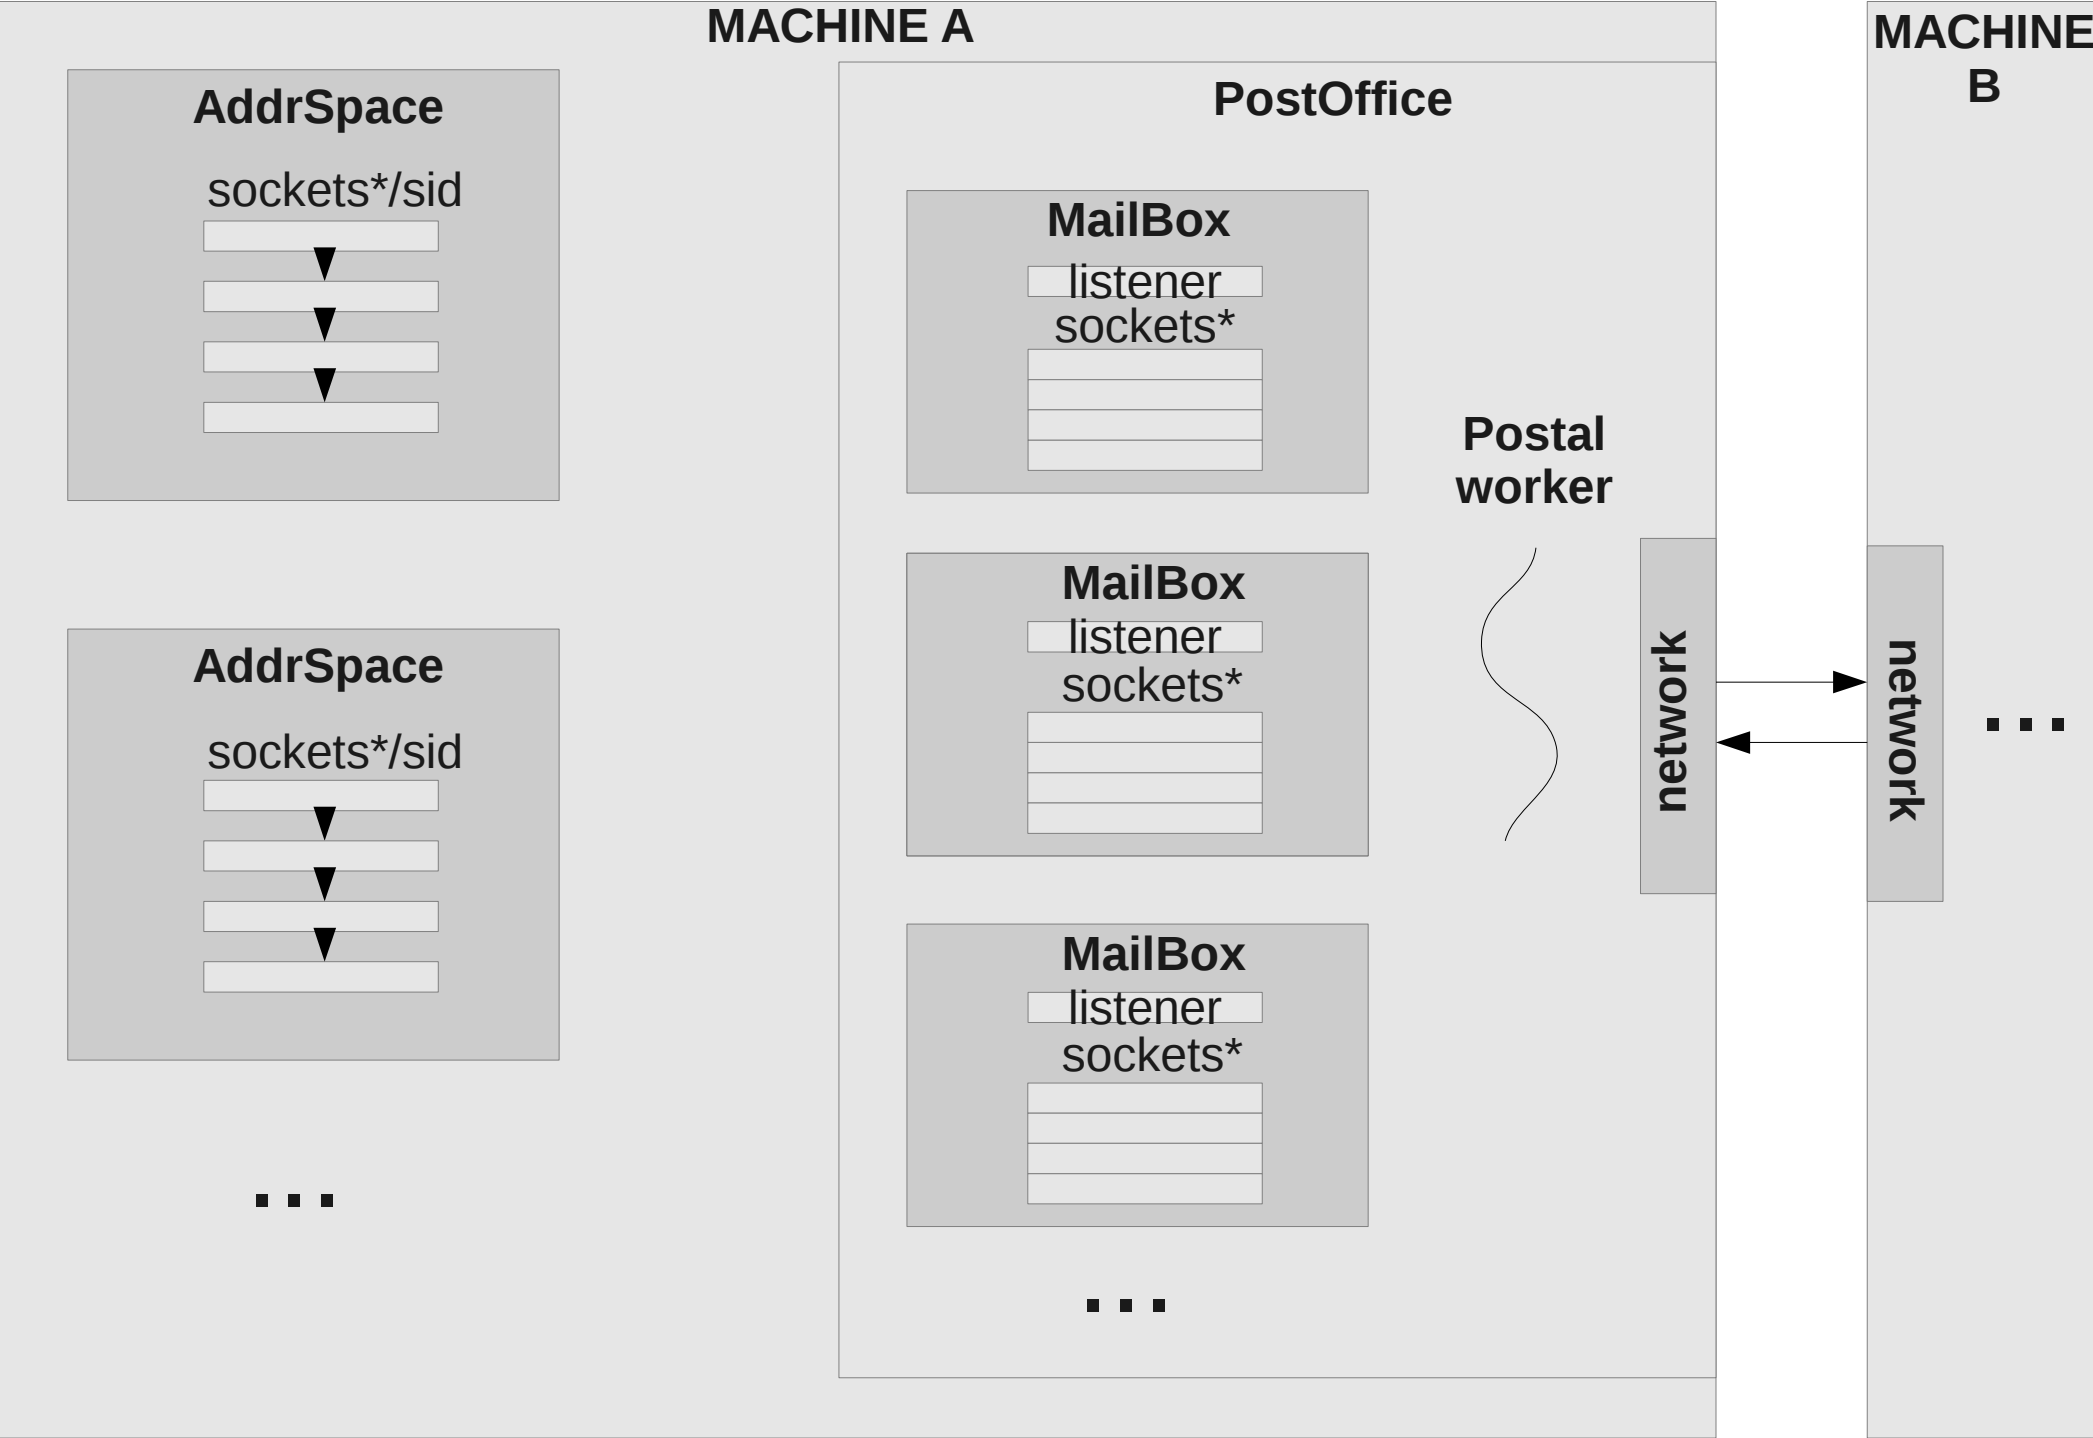 MACHINE A
AddrSpace
sockets*/sid
AddrSpace
sockets*/sid
...
PostOffice
MailBox
listener
sockets*
MailBox
listener
sockets*
MailBox
listener
sockets*
...
Postal
worker
network
MACHINE
B
network
...